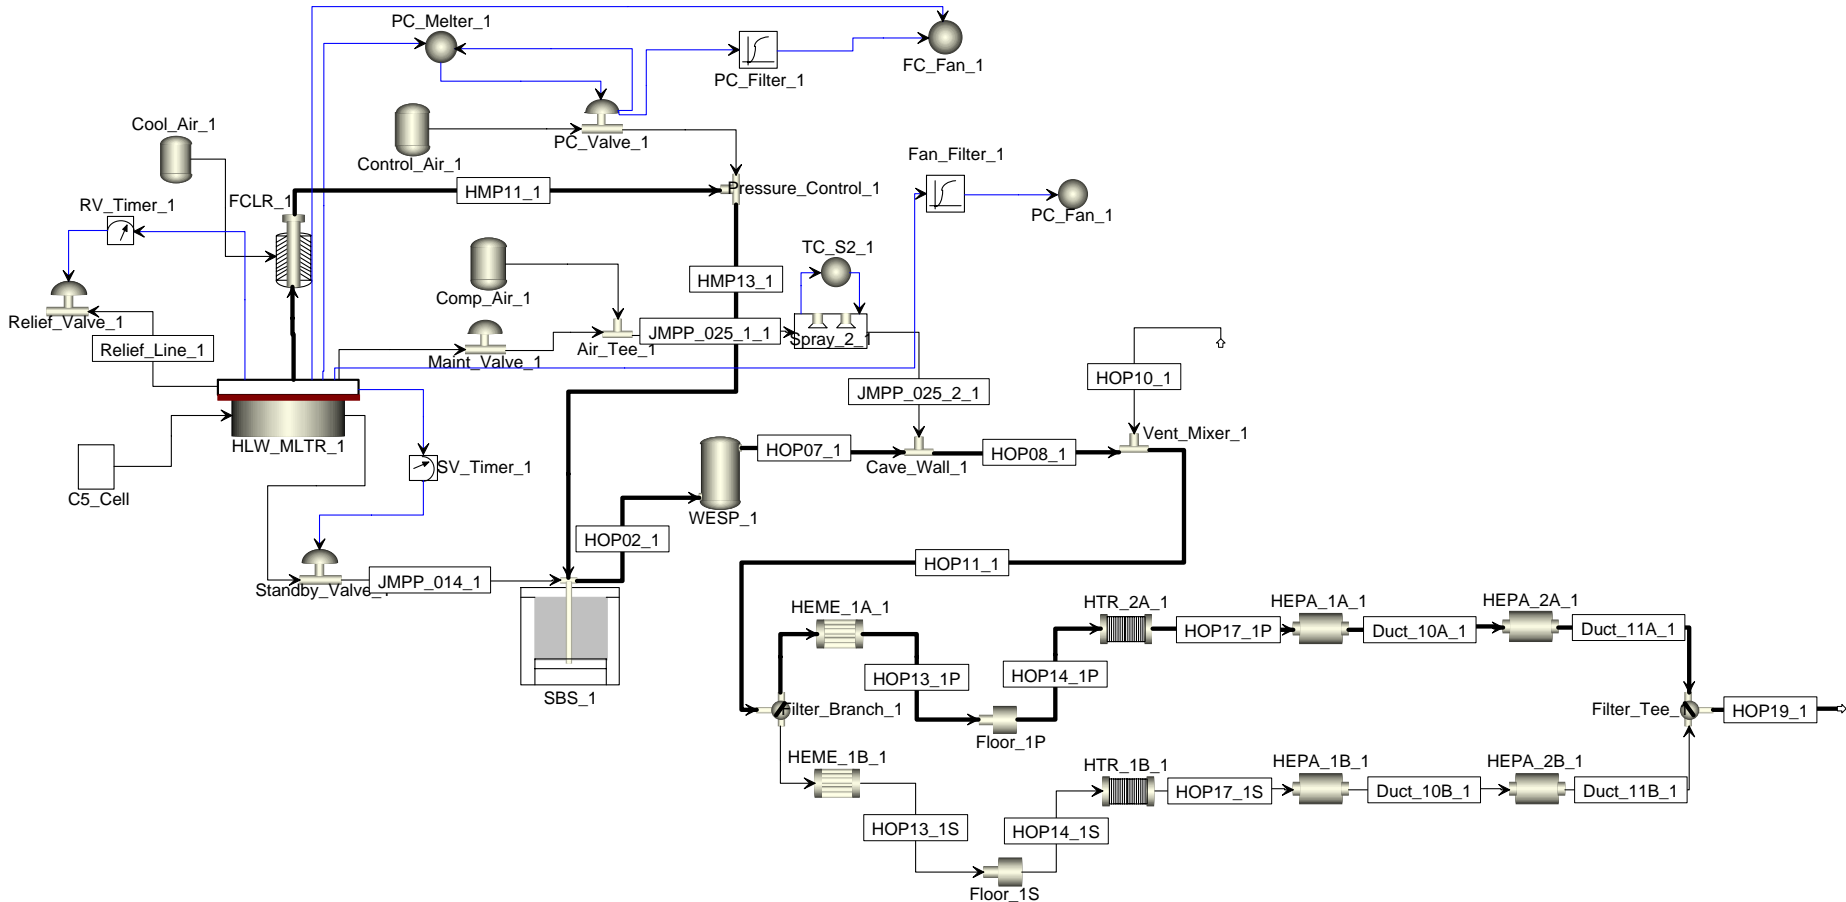 PC_Melter_1
FC_Fan_1
PC_Filter_1
Cool_Air_1
Control_Air_1
PC_Valve_1
Fan_Filter_1
RV_Timer_1
FCLR_1
HMP11_1
Pressure_Control_1
PC_Fan_1
TC_S2_1
HMP13_1
Comp_Air_1
Relief_Valve_1
Relief_Line_1
Maint_Valve_1
Air_Tee_1
JMPP_025_1_1
Spray_2_1
HOP10_1
JMPP_025_2_1
HLW_MLTR_1
HOP07_1
Cave_Wall_1
HOP08_1
Vent_Mixer_1
C5_Cell
SV_Timer_1
WESP_1
HOP02_1
HOP11_1
Standby_Valve_1
JMPP_014_1
SBS_1
HEME_1A_1
HTR_2A_1
HEPA_1A_1
HEPA_2A_1
HOP17_1P
Duct_10A_1
Duct_11A_1
HOP13_1P
HOP14_1P
Filter_Branch_1
Floor_1P
Filter_Tee_
HOP19_1
HEME_1B_1
HTR_1B_1
HEPA_1B_1
HEPA_2B_1
HOP17_1S
Duct_10B_1
Duct_11B_1
HOP13_1S
HOP14_1S
Floor_1S